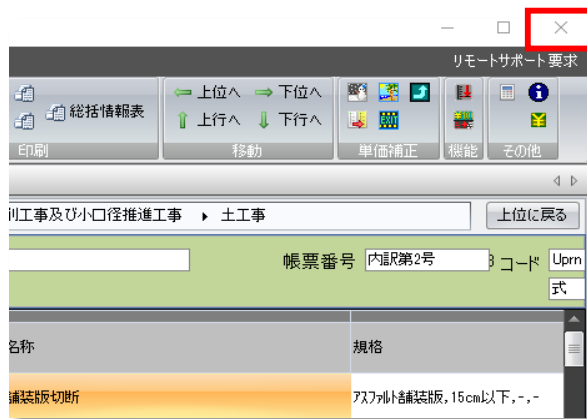 リモートサポート要求
総括情報表
上位へ 下位へ
上行へ 下行へ
EXIT
印刷 移動 単価補正 機能 その他
削工事及び小口径推進工事 土工事 上位に戻る
帳票番号 内訳第2号 コード Uprn
式
名称 規格
舗装版切断 アスファルト舗装版,15cm以下,-,-